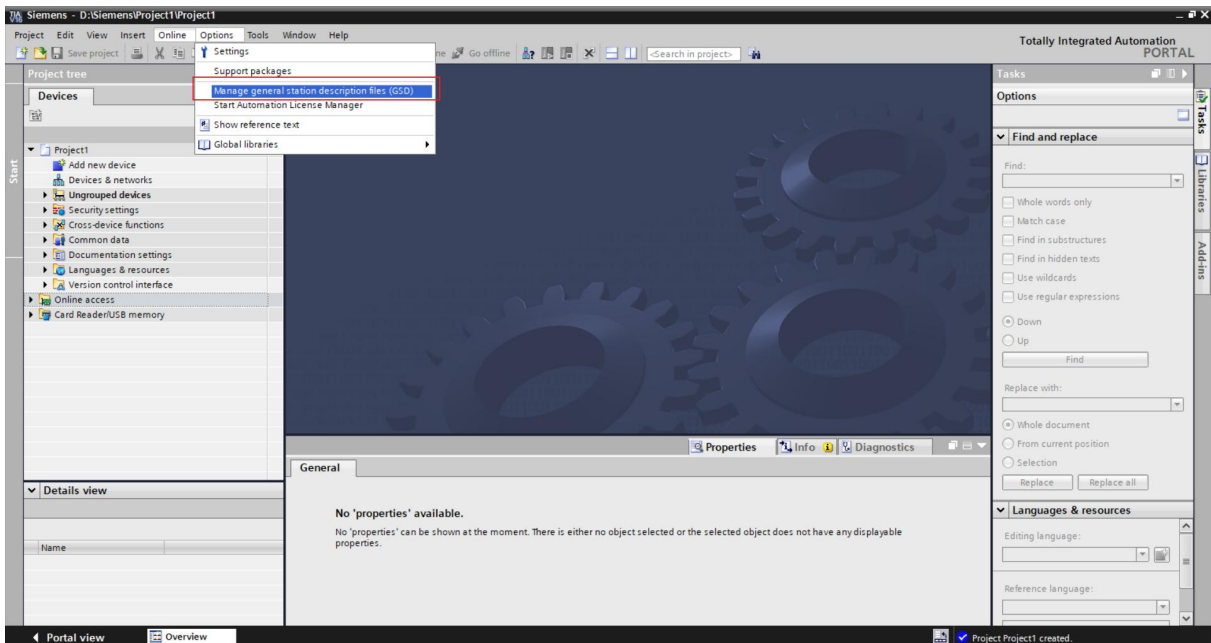 Siemens - D:\Siemens\Project1\Project1
Project Edit View Insert Online Options Tools Window Help
Totally Integrated Automation
PORTAL
Save project
ne Go offline <Search in project>
Settings
Support packages
Manage general station description files (GSD)
Start Automation License Manager
Show reference text
Global libraries
Project tree
Devices
Start
Project1
Add new device
Devices & networks
Ungrouped devices
Security settings
Cross-device functions
Common data
Documentation settings
Languages & resources
Version control interface
Online access
Card Reader/USB memory
Details view
Name
Properties Info Diagnostics
General
No 'properties' available.
No 'properties' can be shown at the moment. There is either no object selected or the selected object does not have any displayable
properties.
Tasks
Options
Find and replace
Find:
Whole words only
Match case
Find in substructures
Find in hidden texts
Use wildcards
Use regular expressions
Down
Up
Find
Replace with:
Whole document
From current position
Selection
Replace Replace all
Languages & resources
Editing language:
Reference language:
Tasks
Libraries
Add-ins
Portal view Overview
Project Project1 created.